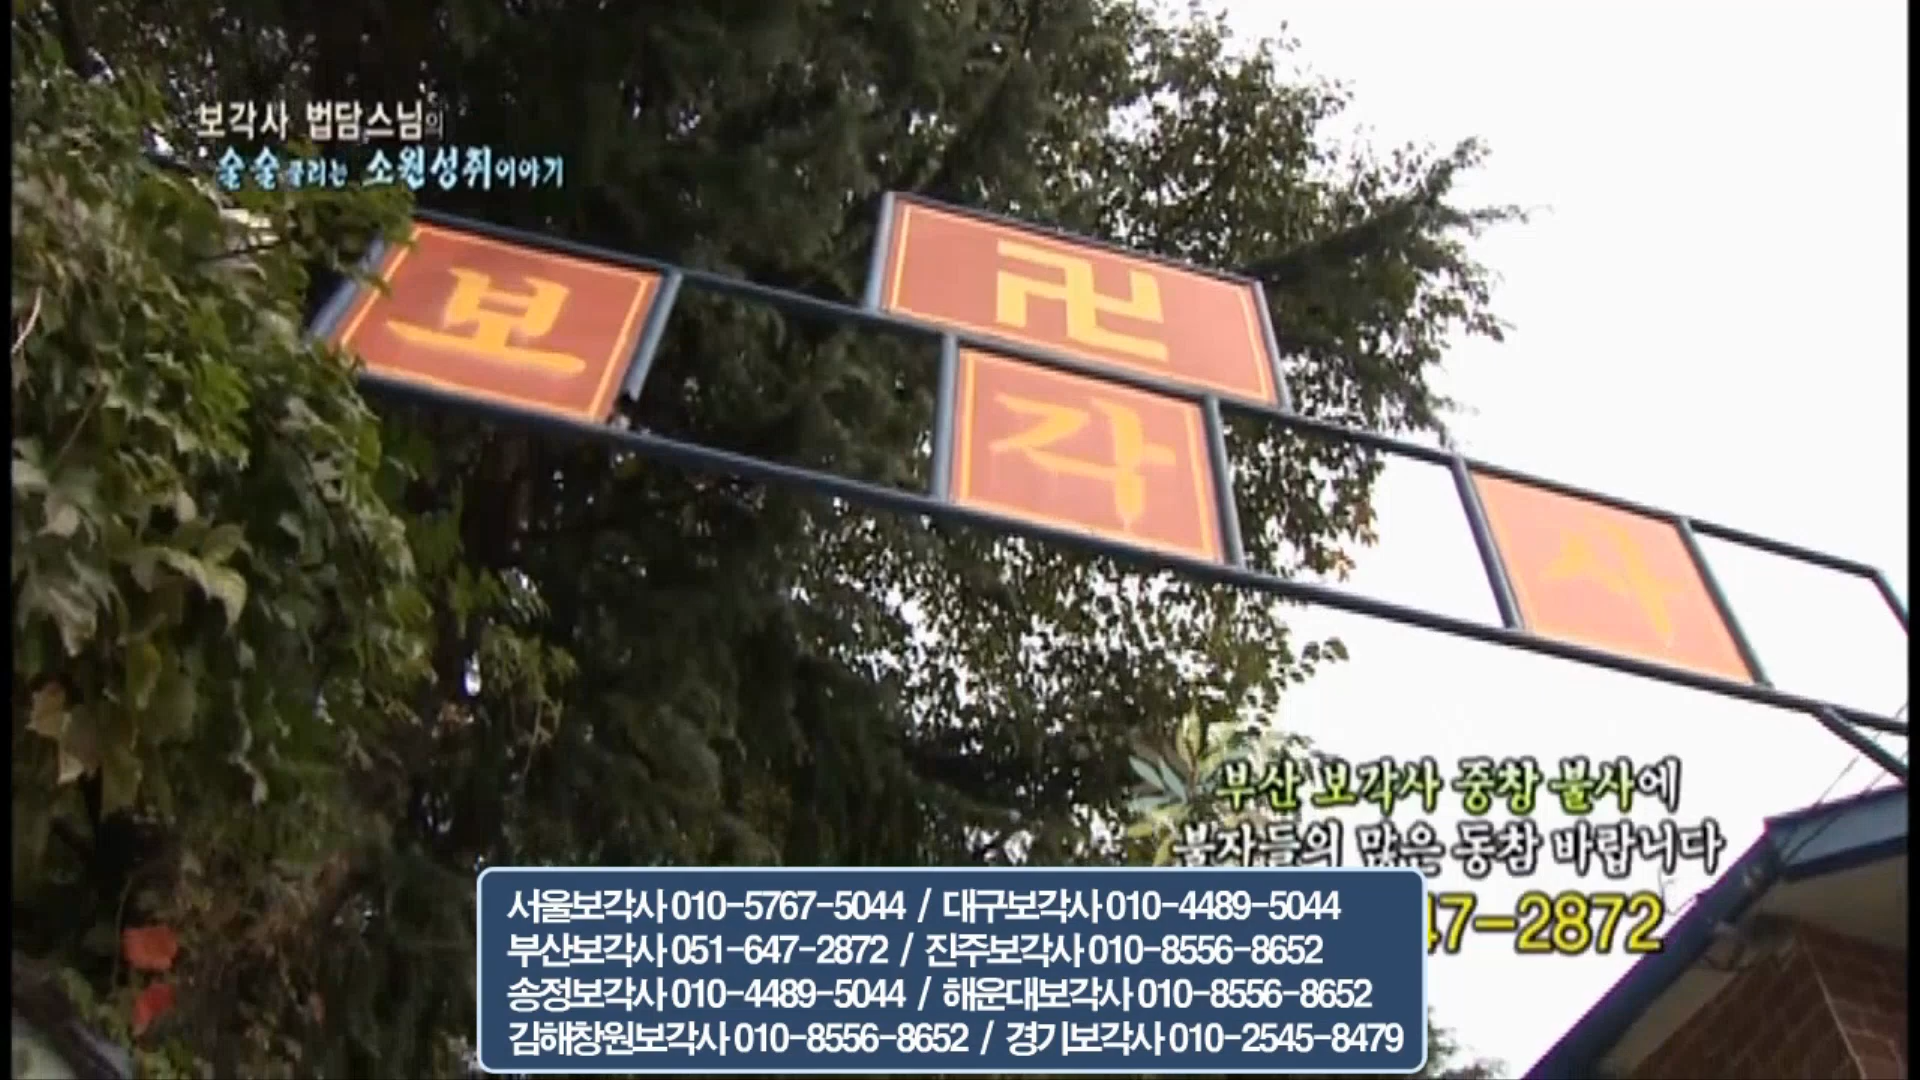 보각사 법담스님의
술술 풀리는 소원성취이야기
卍
보 각 사
부산 보각사 중창 불사에
불자들의 많은 동참 바랍니다
47-2872
서울보각사 010-5767-5044 / 대구보각사 010-4489-5044
부산보각사 051-647-2872 / 진주보각사 010-8556-8652
송정보각사 010-4489-5044 / 해운대보각사 010-8556-8652
김해창원보각사 010-8556-8652 / 경기보각사 010-2545-8479